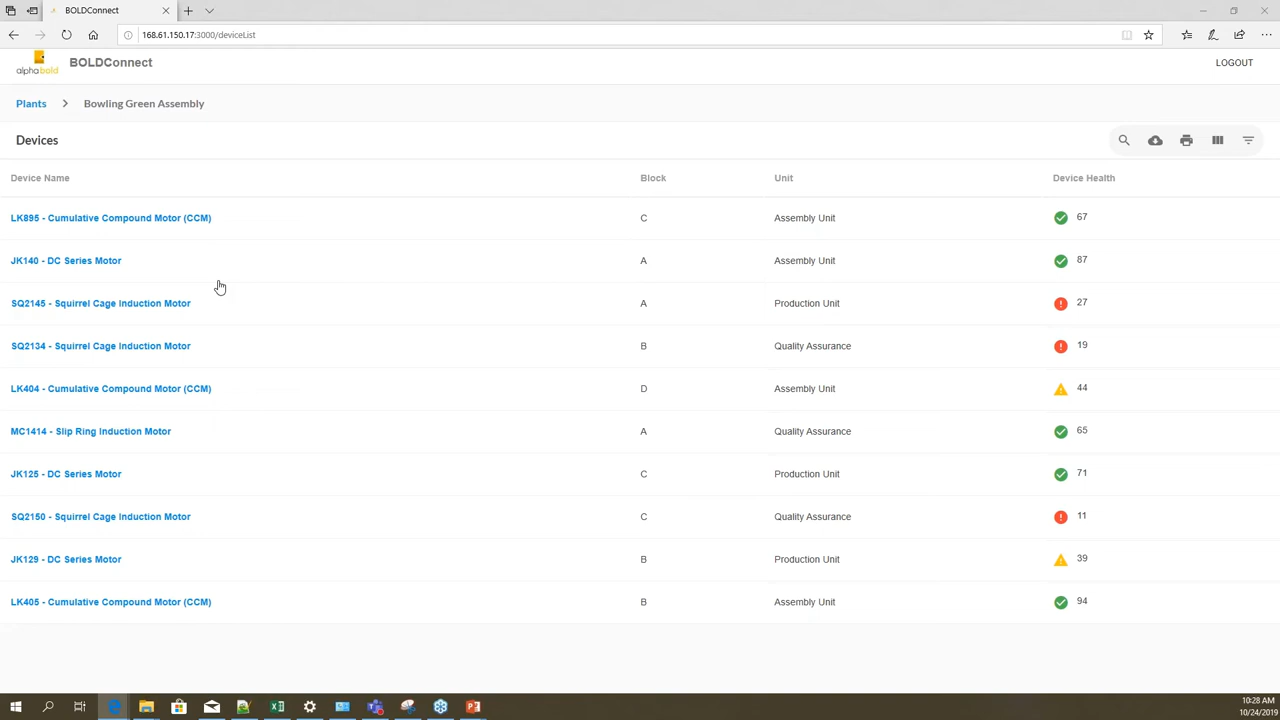 BOLDConnect
168.61.150.17:3000/deviceList
alphabold
BOLDConnect
LOGOUT
Plants > Bowling Green Assembly
Devices
Device Name Block Unit Device Health
LK895 - Cumulative Compound Motor (CCM) C Assembly Unit 67
JK140 - DC Series Motor A Assembly Unit 87
SQ2145 - Squirrel Cage Induction Motor A Production Unit 27
SQ2134 - Squirrel Cage Induction Motor B Quality Assurance 19
LK404 - Cumulative Compound Motor (CCM) D Assembly Unit 44
MC1414 - Slip Ring Induction Motor A Quality Assurance 65
JK125 - DC Series Motor C Production Unit 71
SQ2150 - Squirrel Cage Induction Motor C Quality Assurance 11
JK129 - DC Series Motor B Production Unit 39
LK405 - Cumulative Compound Motor (CCM) B Assembly Unit 94
10:28 AM
10/24/2019